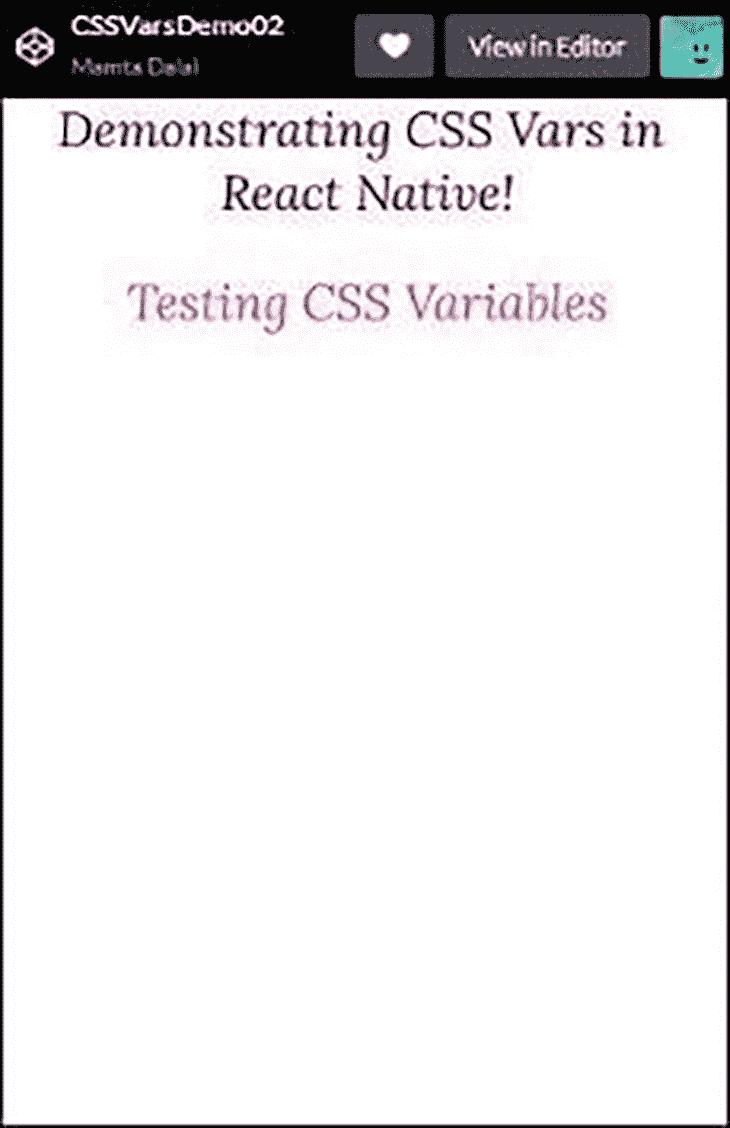 CSSVarsDemo02
Mamta Dalal
View in Editor
Demonstrating CSS Vars in
React Native!
Testing CSS Variables